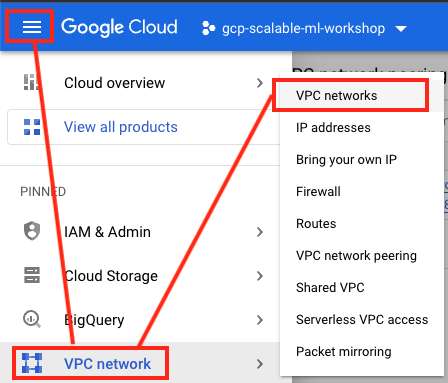 Google Cloud
gcp-scalable-ml-workshop
Cloud overview
View all products
PINNED
IAM & Admin
Cloud Storage
BigQuery
VPC network
VPC networks
IP addresses
Bring your own IP
Firewall
Routes
VPC network peering
Shared VPC
Serverless VPC access
Packet mirroring